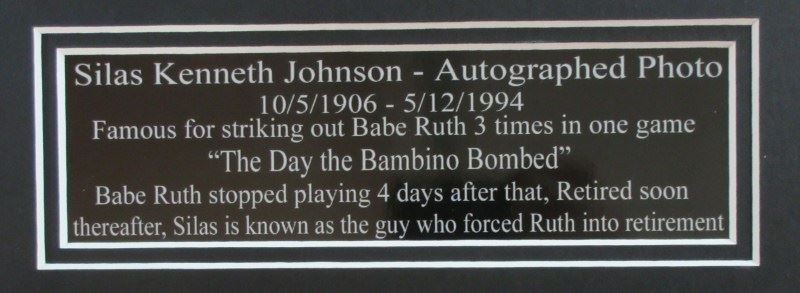 Silas Kenneth Johnson - Autographed Photo
10/5/1906 - 5/12/1994
Famous for striking out Babe Ruth 3 times in one game
“The Day the Bambino Bombed”
Babe Ruth stopped playing 4 days after that, Retired soon
thereafter, Silas is known as the guy who forced Ruth into retirement